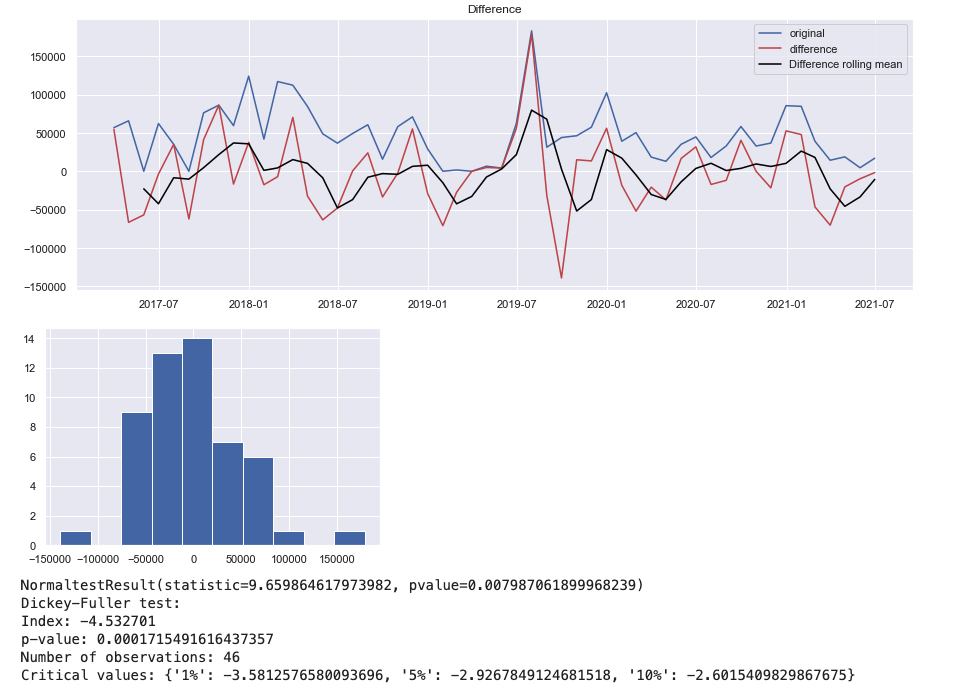 Difference
original
difference
Difference rolling mean
150000
100000
50000
0
−50000
−100000
−150000
2017-07 2018-01 2018-07 2019-01 2019-07 2020-01 2020-07 2021-01 2021-07
14
12
10
8
6
4
2
0
−150000 −100000 −50000 0 50000 100000 150000
NormaltestResult(statistic=9.659864617973982, pvalue=0.007987061899968239)
Dickey-Fuller test:
Index: -4.532701
p-value: 0.0001715491616437357
Number of observations: 46
Critical values: {'1%': -3.5812576580093696, '5%': -2.9267849124681518, '10%': -2.6015409829867675}